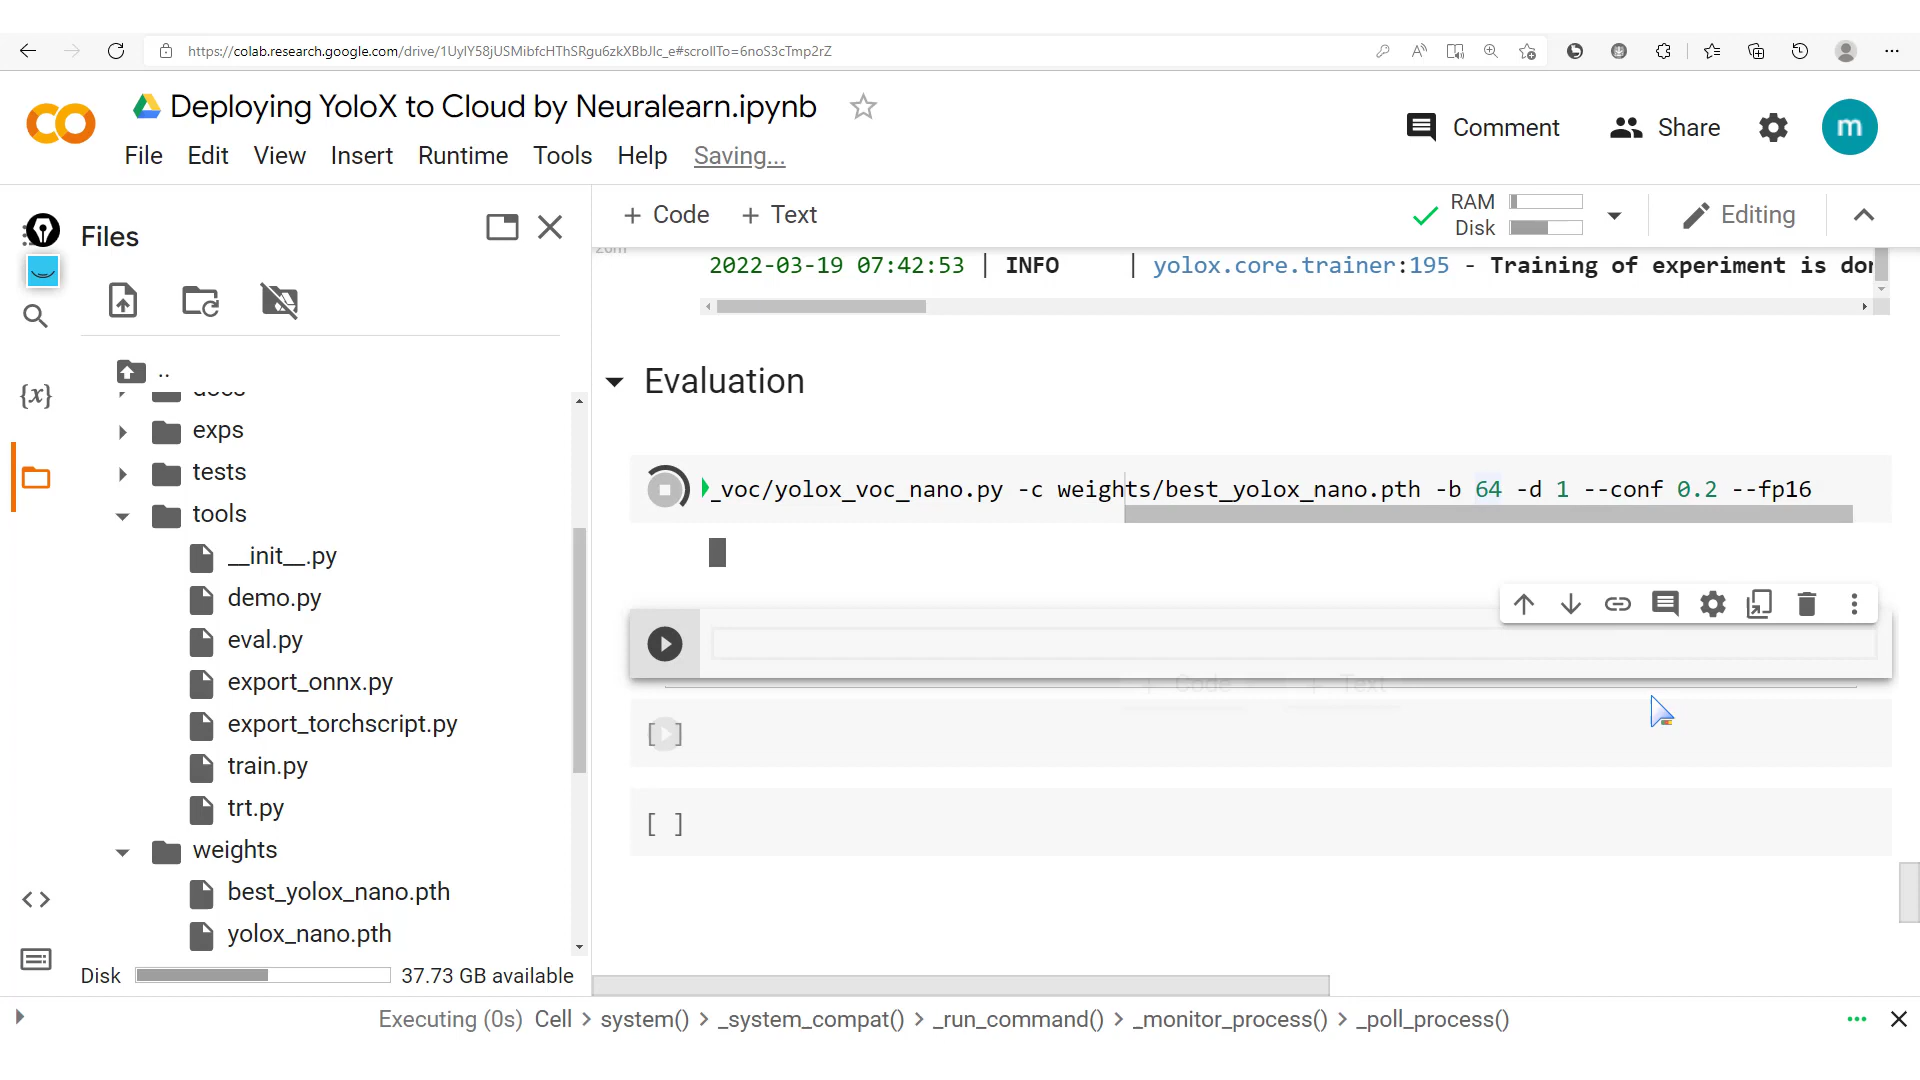 https://colab.research.google.com/drive/1UylY58jUSMibfcHThSRgu6zkXBbJlc_e#scrollTo=6noS3cTmp2rZ
Deploying YoloX to Cloud by Neuralearn.ipynb
Comment
Share
m
File Edit View Insert Runtime Tools Help Saving...
Files
+ Code + Text
RAM
Disk
Editing
2022-03-19 07:42:53 | INFO | yolox.core.trainer:195 - Training of experiment is don
..
docs
exps
tests
tools
__init__.py
demo.py
eval.py
export_onnx.py
export_torchscript.py
train.py
trt.py
weights
best_yolox_nano.pth
yolox_nano.pth
Disk
37.73 GB available
{x}
Evaluation
_voc/yolox_voc_nano.py -c weights/best_yolox_nano.pth -b 64 -d 1 --conf 0.2 --fp16
+ Code + Text
[ ]
[ ]
Executing (0s) Cell > system() > _system_compat() > _run_command() > _monitor_process() > _poll_process()